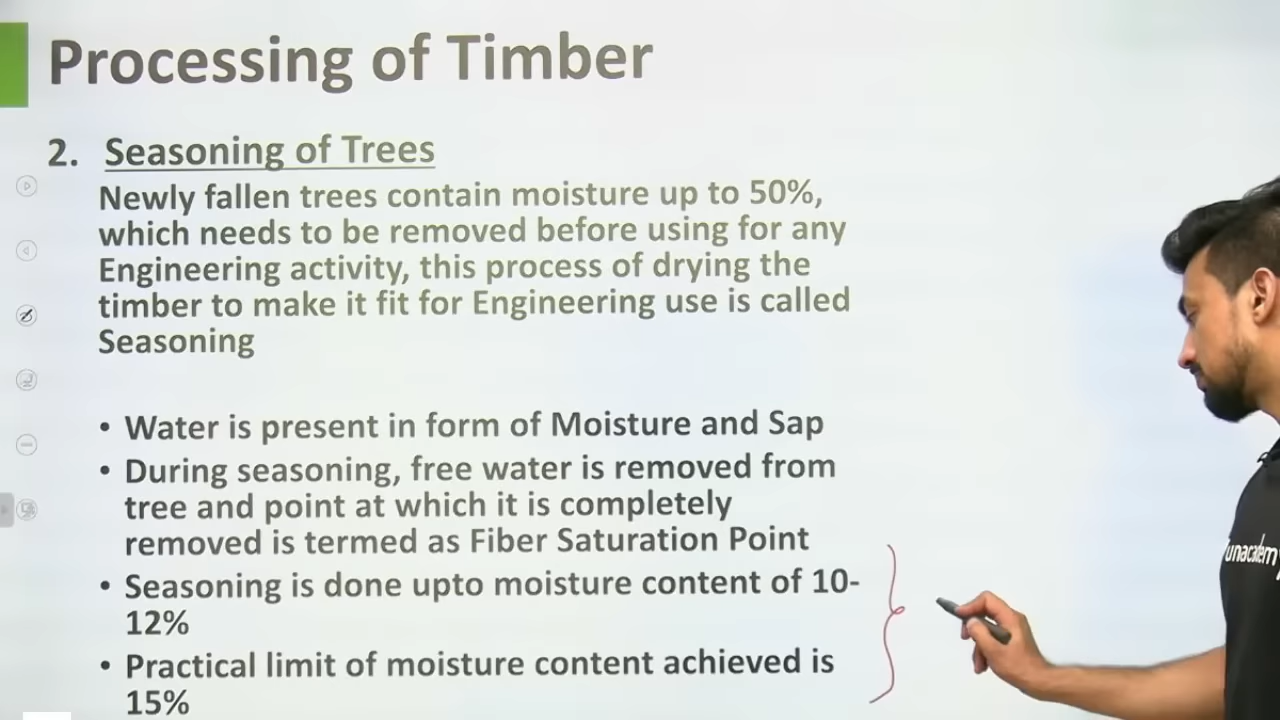 Processing of Timber
2. Seasoning of Trees
Newly fallen trees contain moisture up to 50%,
which needs to be removed before using for any
Engineering activity, this process of drying the
timber to make it fit for Engineering use is called
Seasoning
• Water is present in form of Moisture and Sap
• During seasoning, free water is removed from
tree and point at which it is completely
removed is termed as Fiber Saturation Point
• Seasoning is done upto moisture content of 10-
12%
• Practical limit of moisture content achieved is
15%
unacademy